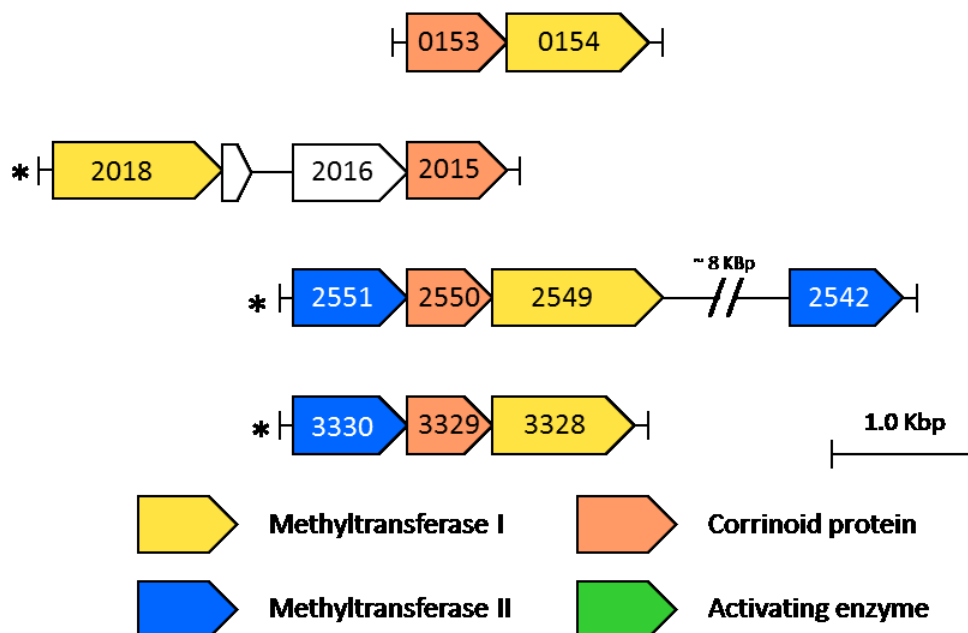 0153 0154
* 2018 2016 2015
~ 8 KBp
* 2551 2550 2549 2542
* 3330 3329 3328
1.0 Kbp
Methyltransferase I Corrinoid protein
Methyltransferase II Activating enzyme